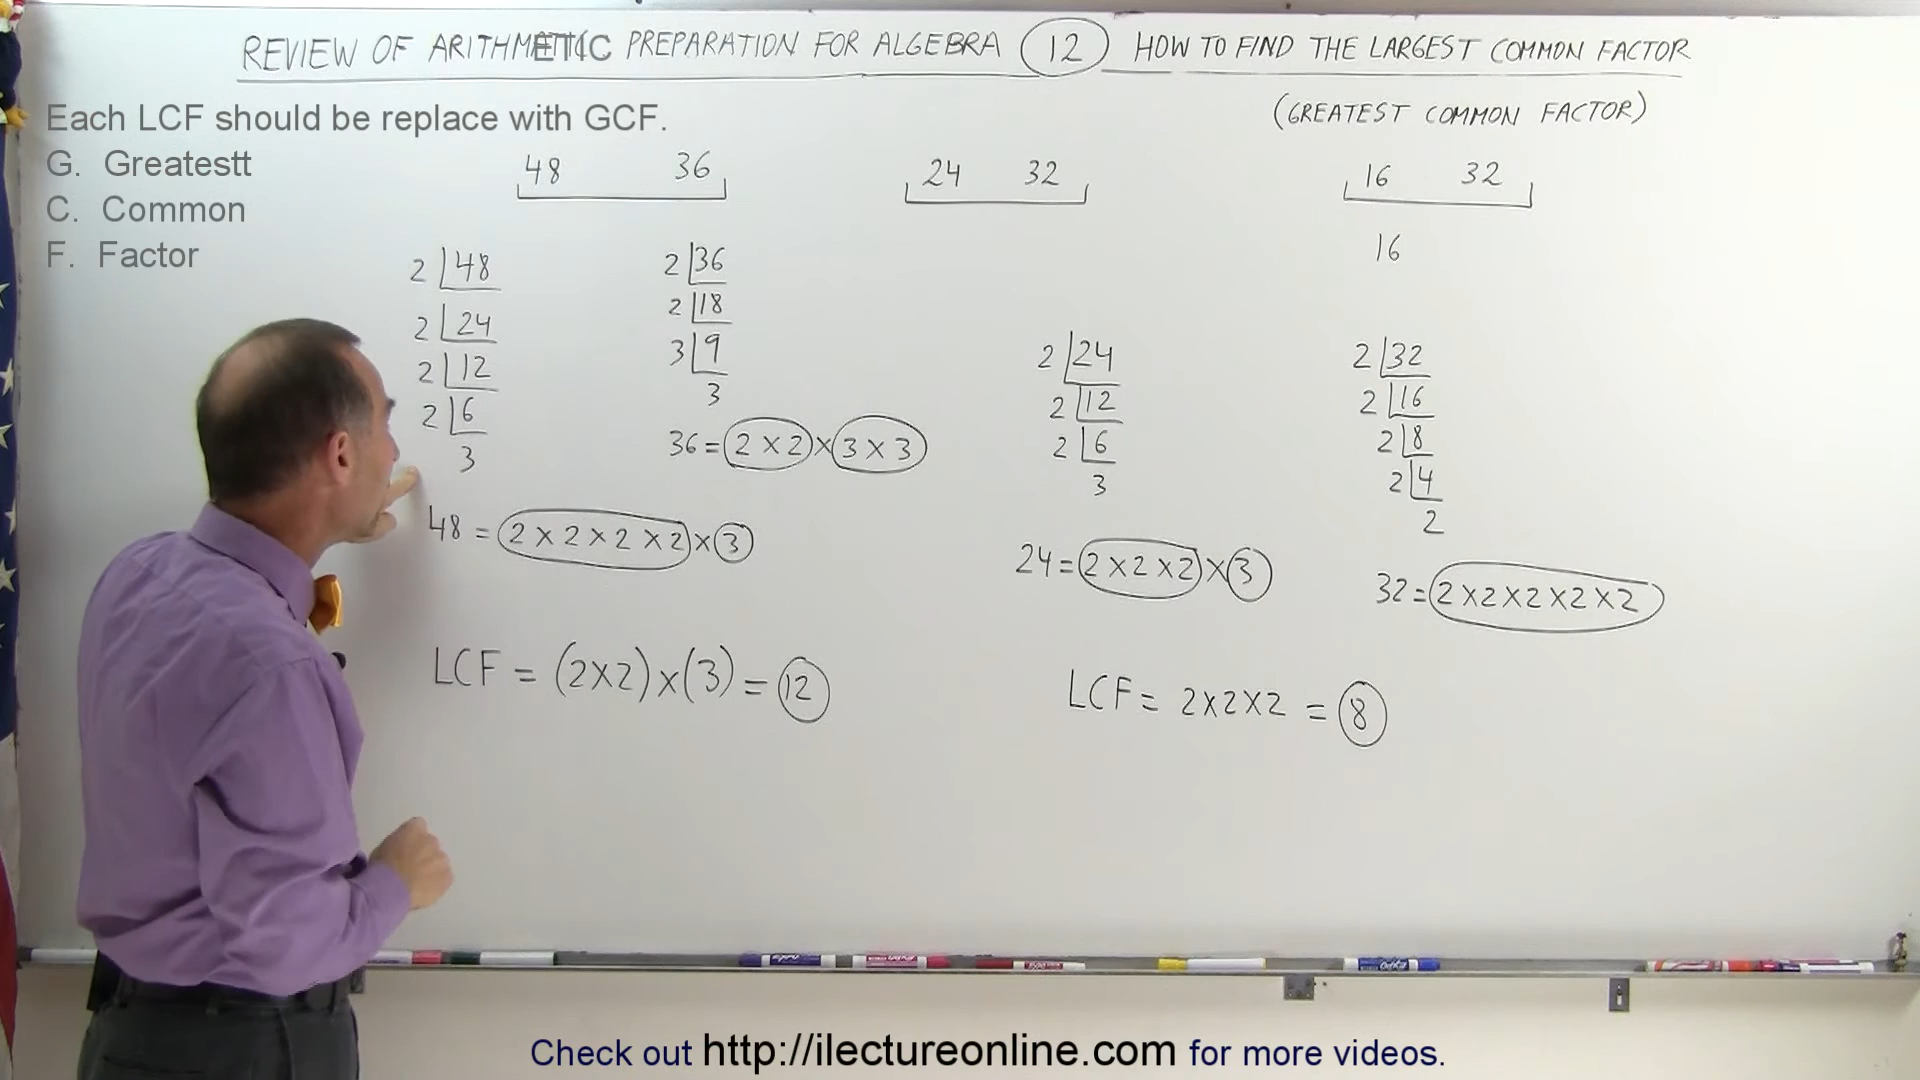 REVIEW OF ARITHMETIC PREPARATION FOR ALGEBRA 12 HOW TO FIND THE LARGEST COMMON FACTOR
(GREATEST COMMON FACTOR)
Each LCF should be replace with GCF.
G. Greatestt
C. Common
F. Factor
48 36
24 32
16 32
16
2 48
2 24
2 12
2 6
3
48 = 2 × 2 × 2 × 2 × 3
2 36
2 18
3 9
3
36 = 2 × 2 × 3 × 3
LCF = (2×2)×(3) = 12
2 24
2 12
2 6
3
24 = 2 × 2 × 2 × 3
2 32
2 16
2 8
2 4
2
32 = 2 × 2 × 2 × 2 × 2
LCF = 2×2×2 = 8
Check out http://ilectureonline.com for more videos.